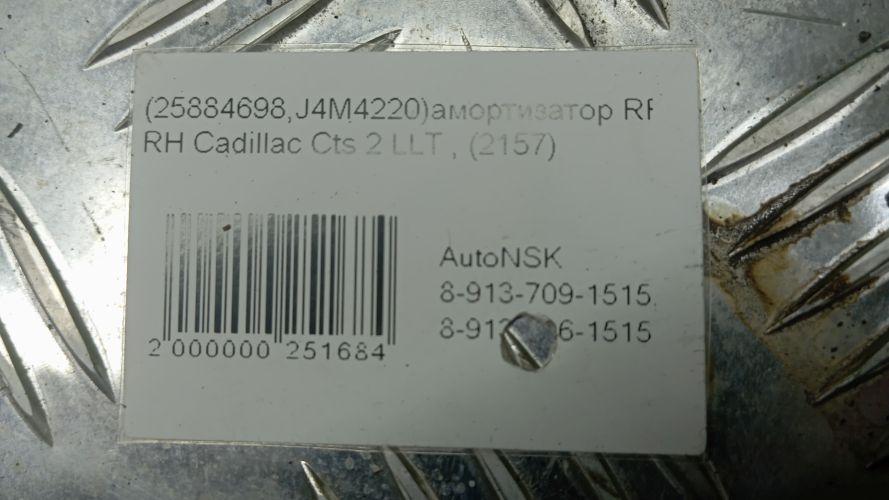 (25884698,J4M4220)амортизатор RF
RH Cadillac Cts 2 LLT , (2157)
AutoNSK
8-913-709-1515,
2 000000 251684